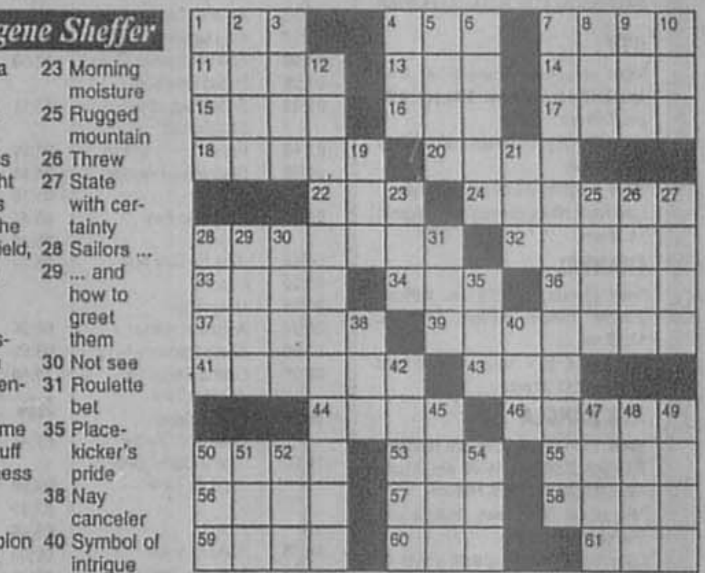 gene Sheffer
a
s
ht
s
he
ield,
s-
en-
me
uff
ness
pion
23 Morning
moisture
25 Rugged
mountain
26 Threw
27 State
with cer-
tainty
28 Sailors ...
29 ... and
how to
greet
them
30 Not see
31 Roulette
bet
35 Place-
kicker's
pride
38 Nay
canceler
40 Symbol of
intrigue
1 2 3 4 5 6 7 8 9 10
11 12 13 14
15 16 17
18 19 20 21
22 23 24 25 26 27
28 29 30 31 32
33 34 35 36
37 38 39 40
41 42 43
44 45 46 47 48 49
50 51 52 53 54 55
56 57 58
59 60 61